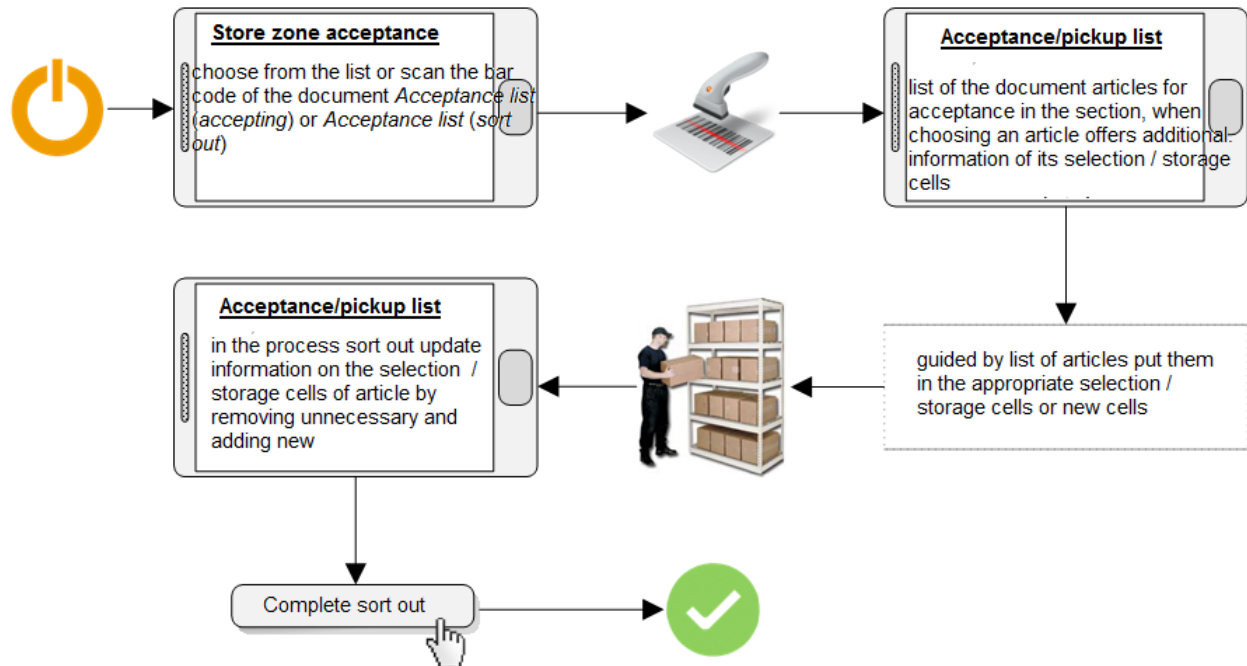 Store zone acceptance
choose from the list or scan the bar
code of the document Acceptance list
(accepting) or Acceptance list (sort
out)
Acceptance/pickup list
list of the document articles for
acceptance in the section, when
choosing an article offers additional
information of its selection / storage
cells
Acceptance/pickup list
in the process sort out update
information on the selection /
storage cells of article by
removing unnecessary and
adding new
guided by list of articles put them
in the appropriate selection /
storage cells or new cells
Complete sort out